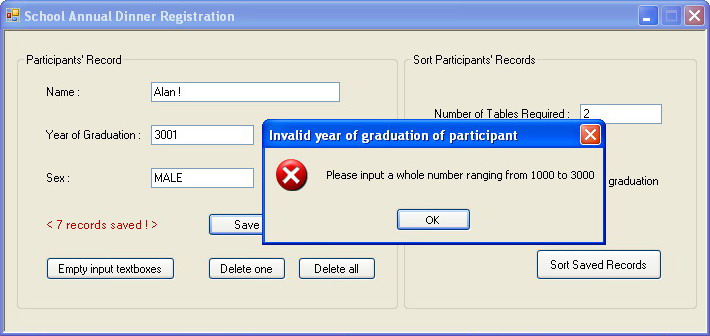 School Annual Dinner Registration
Participants' Record
Name :
Alan !
Year of Graduation :
3001
Sex :
MALE
< 7 records saved ! >
Save
Empty input textboxes
Delete one
Delete all
Sort Participants' Records
Number of Tables Required :
2
graduation
Sort Saved Records
Invalid year of graduation of participant
Please input a whole number ranging from 1000 to 3000
OK